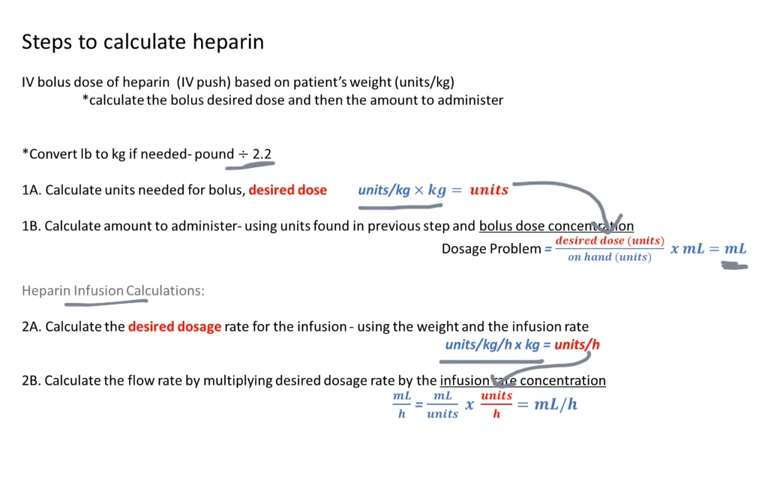 Steps to calculate heparin
IV bolus dose of heparin (IV push) based on patient's weight (units/kg)
*calculate the bolus desired dose and then the amount to administer
*Convert lb to kg if needed- pound ÷ 2.2
1A. Calculate units needed for bolus, desired dose units/kg × kg = units
1B. Calculate amount to administer- using units found in previous step and bolus dose concentration
Dosage Problem = desired dose (units) / on hand (units) x mL = mL
Heparin Infusion Calculations:
2A. Calculate the desired dosage rate for the infusion - using the weight and the infusion rate
units/kg/h x kg = units/h
2B. Calculate the flow rate by multiplying desired dosage rate by the infusion rate concentration
mL/h = mL/units x units/h = mL/h